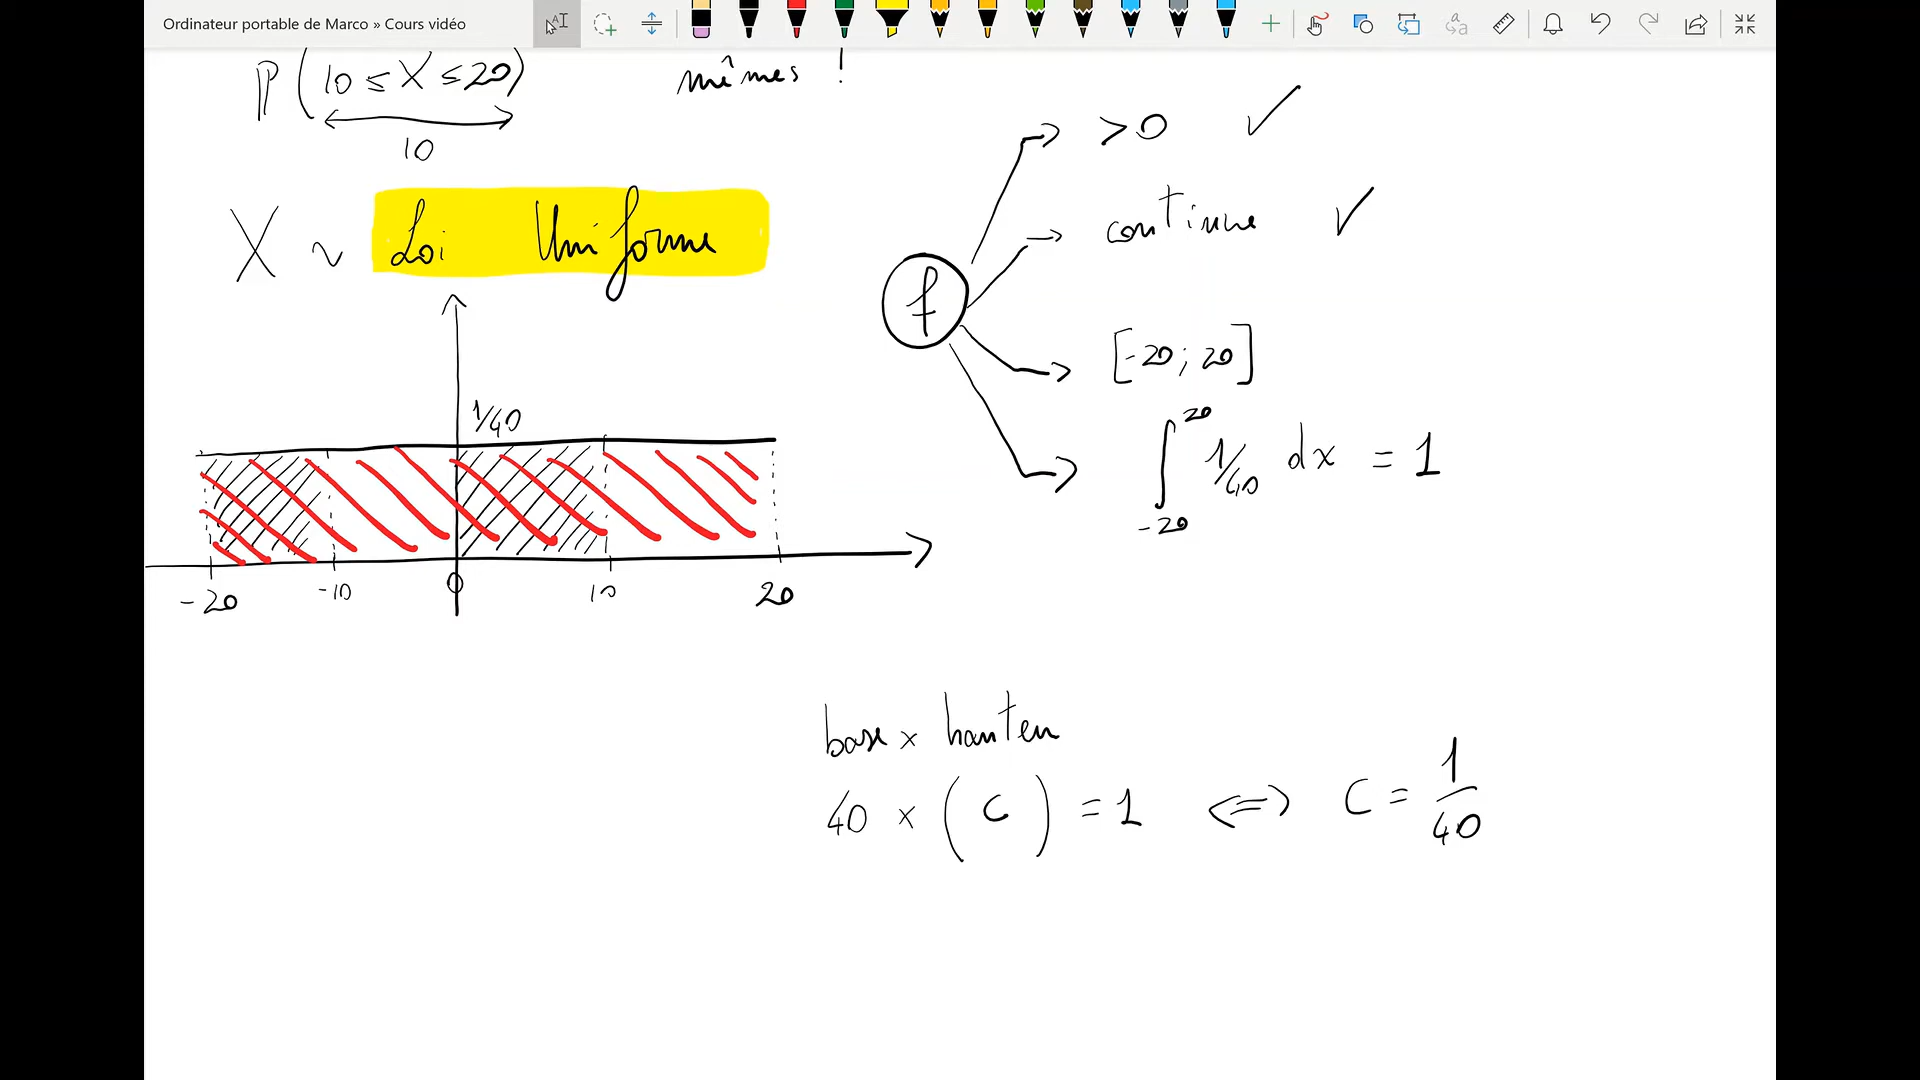 Ordinateur portable de Marco » Cours vidéo
P(10 ≤ X ≤ 20)
mêmes !
10
X ~ Loi Uniforme
f
>0 ✓
continue ✓
[-20 ; 20]
∫_{-20}^{20} 1/40 dx = 1
1/40
-20 -10 0 10 20
base × hauteu
40 × ( C ) = 1 <=> C = 1/40